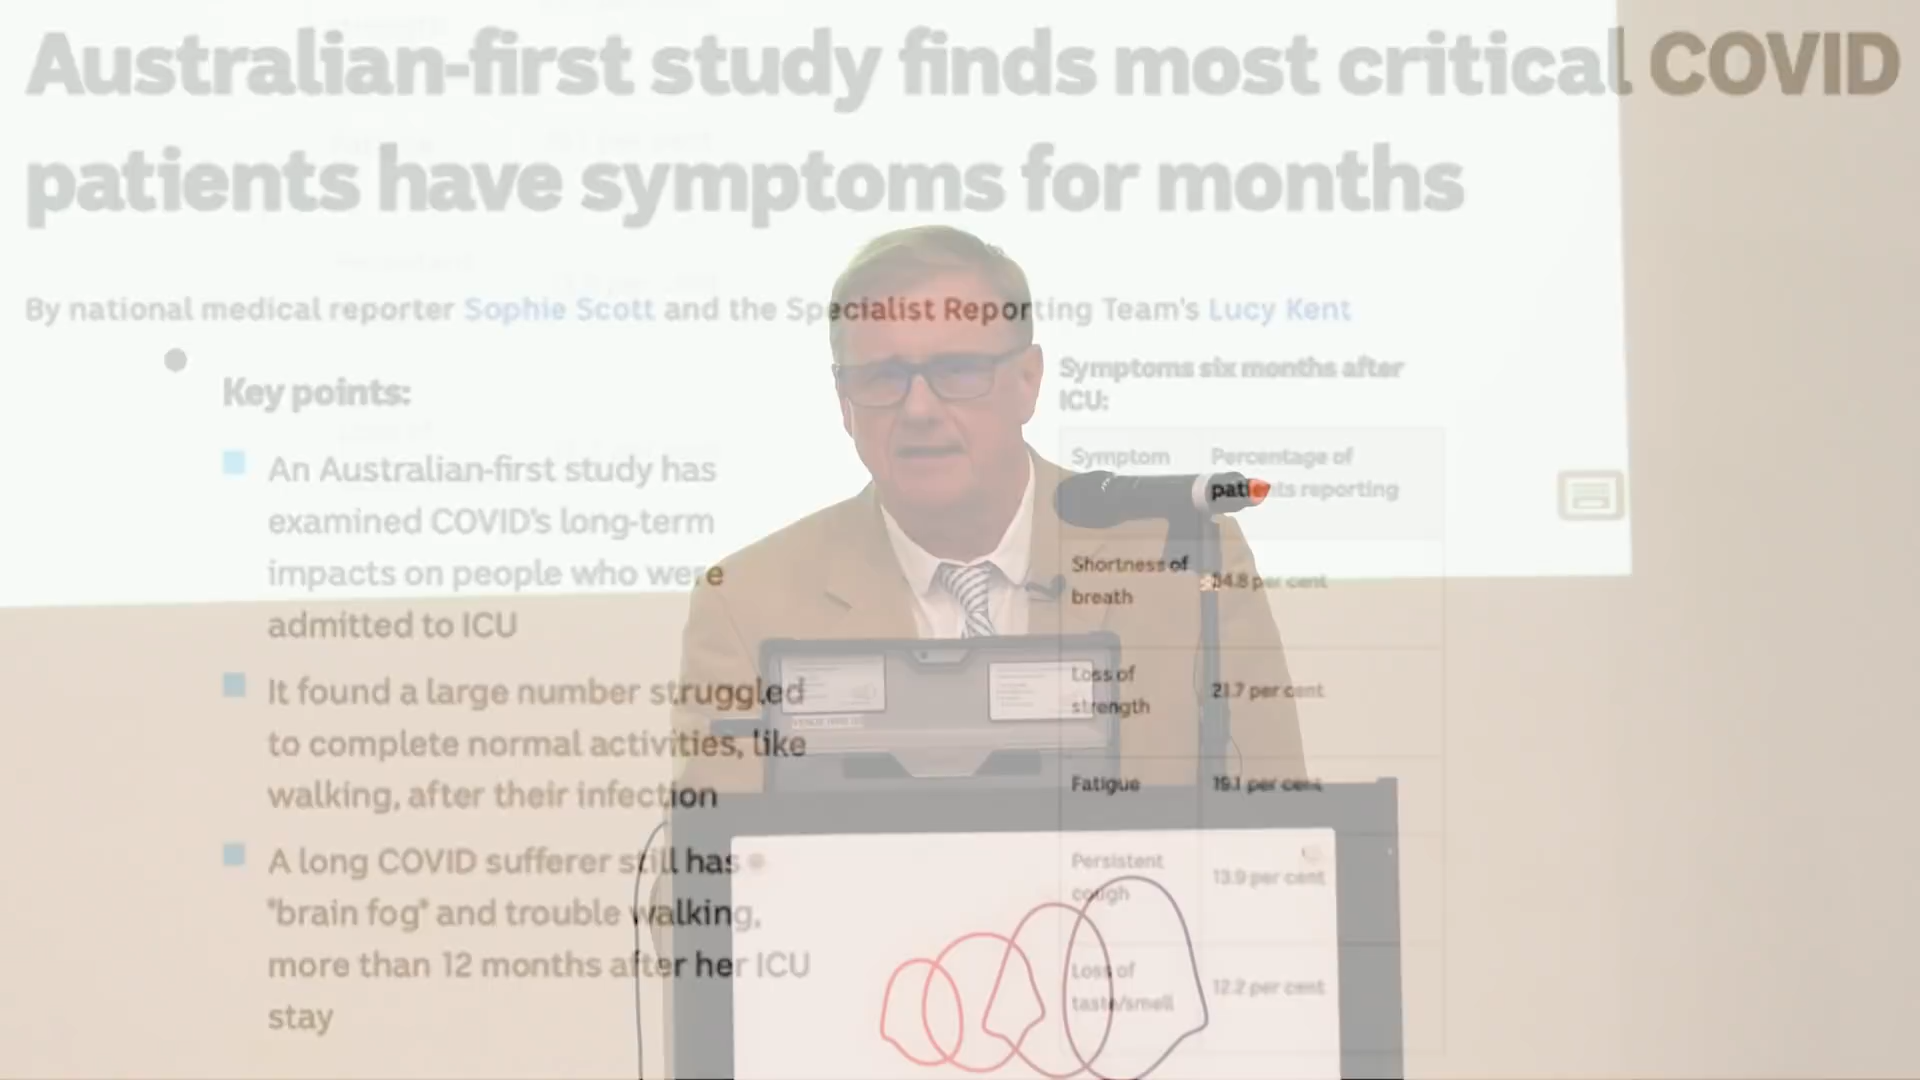 Australian-first study finds most critical COVID
patients have symptoms for months
By national medical reporter Sophie Scott and the Specialist Reporting Team's Lucy Kent
Key points:
An Australian-first study has
examined COVID's long-term
impacts on people who were
admitted to ICU
It found a large number struggled
to complete normal activities, like
walking, after their infection
A long COVID sufferer still has
"brain fog" and trouble walking,
more than 12 months after her ICU
stay
Symptoms six months after
ICU:
Symptom
Percentage of
patients reporting
Shortness of
breath
34.8 per cent
Loss of
strength
21.7 per cent
Fatigue
19.1 per cent
Persistent
cough
13.9 per cent
Loss of
taste/smell
12.2 per cent